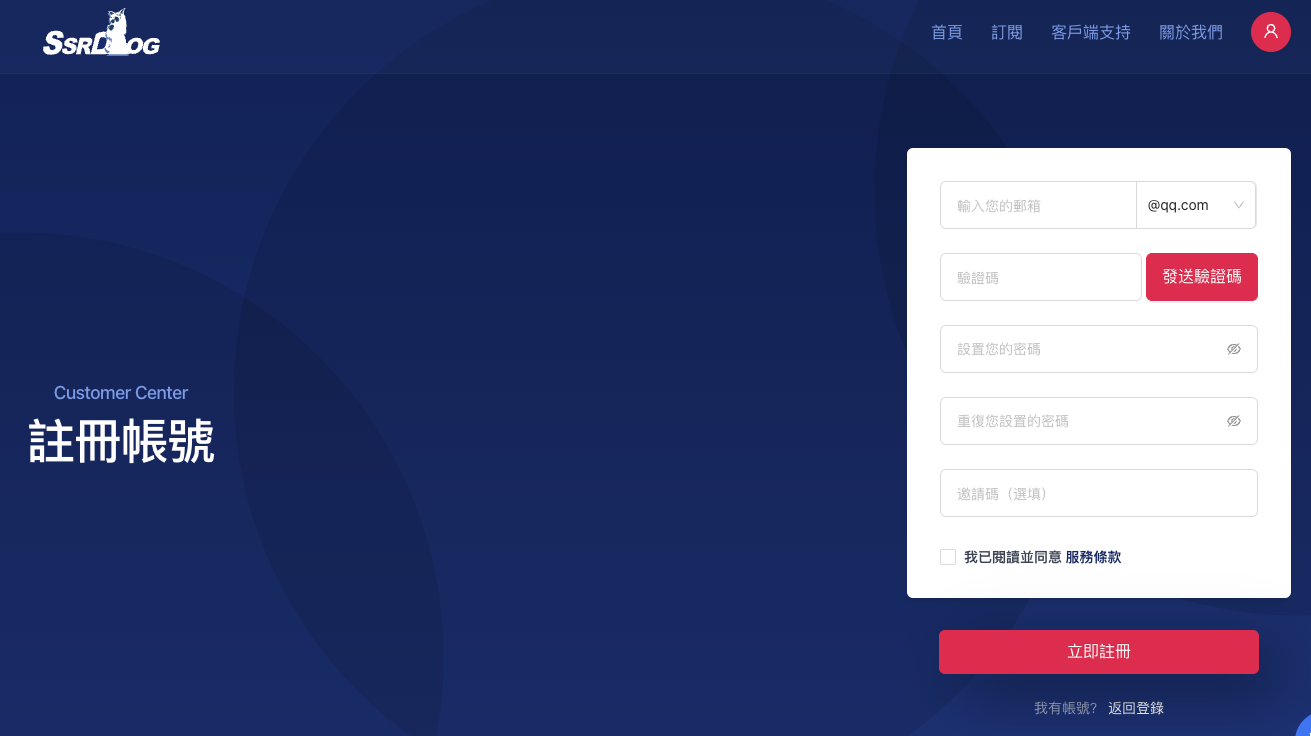 SSRDOG
首頁
訂閱
客戶端支持
關於我們
輸入您的郵箱
@qq.com
驗證碼
發送驗證碼
設置您的密碼
重復您設置的密碼
邀請碼（選填）
我已閱讀並同意 服務條款
Customer Center
註冊帳號
立即註冊
我有帳號? 返回登錄